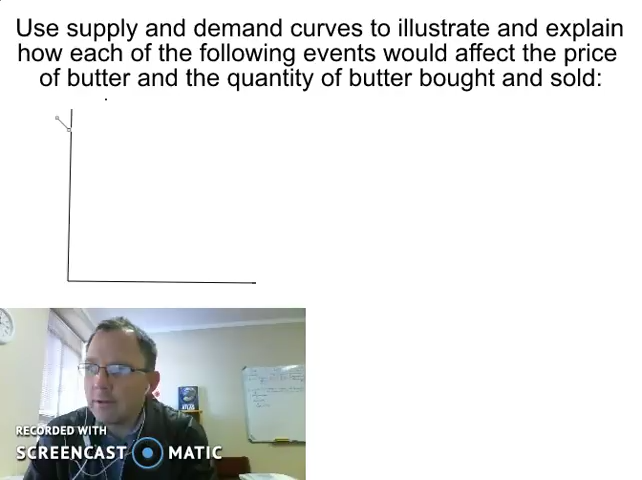 Use supply and demand curves to illustrate and explain
how each of the following events would affect the price
of butter and the quantity of butter bought and sold:
ATLAS
RECORDED WITH
SCREENCAST MATIC